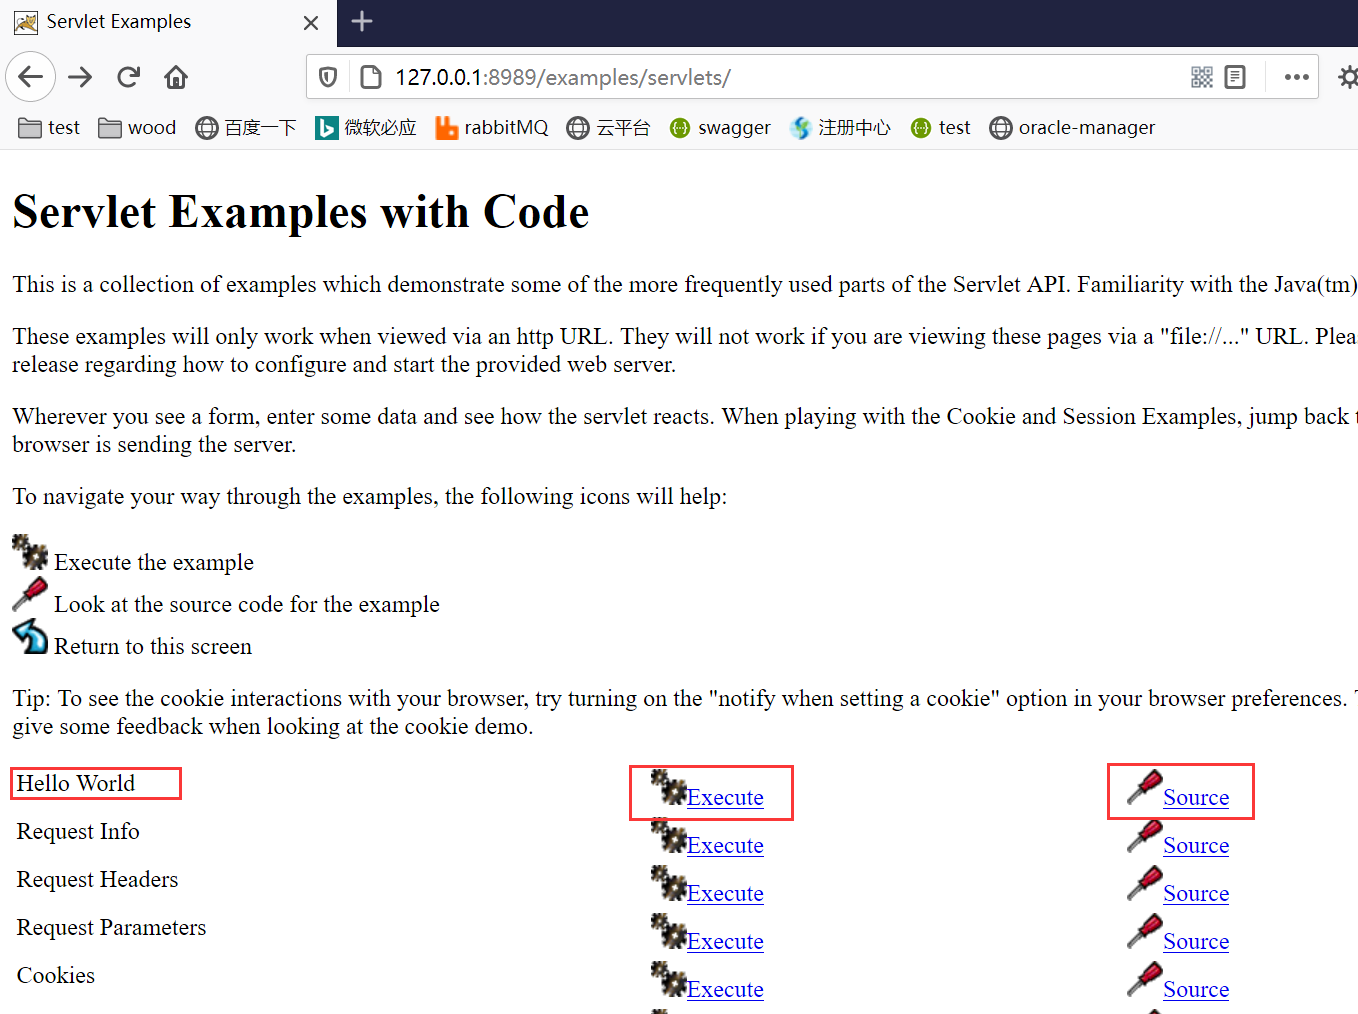 Servlet Examples
127.0.0.1:8989/examples/servlets/
test wood 百度一下 微软必应 rabbitMQ 云平台 swagger 注册中心 test oracle-manager
Servlet Examples with Code
This is a collection of examples which demonstrate some of the more frequently used parts of the Servlet API. Familiarity with the Java(tm)
These examples will only work when viewed via an http URL. They will not work if you are viewing these pages via a "file://..." URL. Plea
release regarding how to configure and start the provided web server.
Wherever you see a form, enter some data and see how the servlet reacts. When playing with the Cookie and Session Examples, jump back
browser is sending the server.
To navigate your way through the examples, the following icons will help:
Execute the example
Look at the source code for the example
Return to this screen
Tip: To see the cookie interactions with your browser, try turning on the "notify when setting a cookie" option in your browser preferences.
give some feedback when looking at the cookie demo.
Hello World Execute Source
Request Info Execute Source
Request Headers Execute Source
Request Parameters Execute Source
Cookies Execute Source